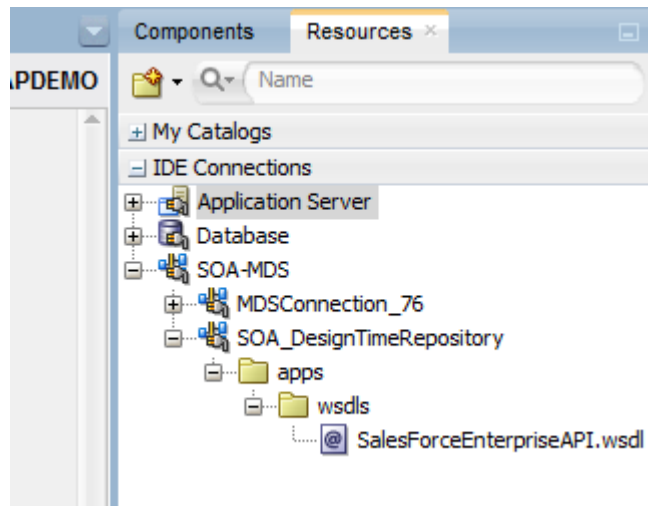 Components Resources
APDEMO
Name
My Catalogs
IDE Connections
Application Server
Database
SOA-MDS
MDSConnection_76
SOA_DesignTimeRepository
apps
wsdls
SalesForceEnterpriseAPI.wsdl